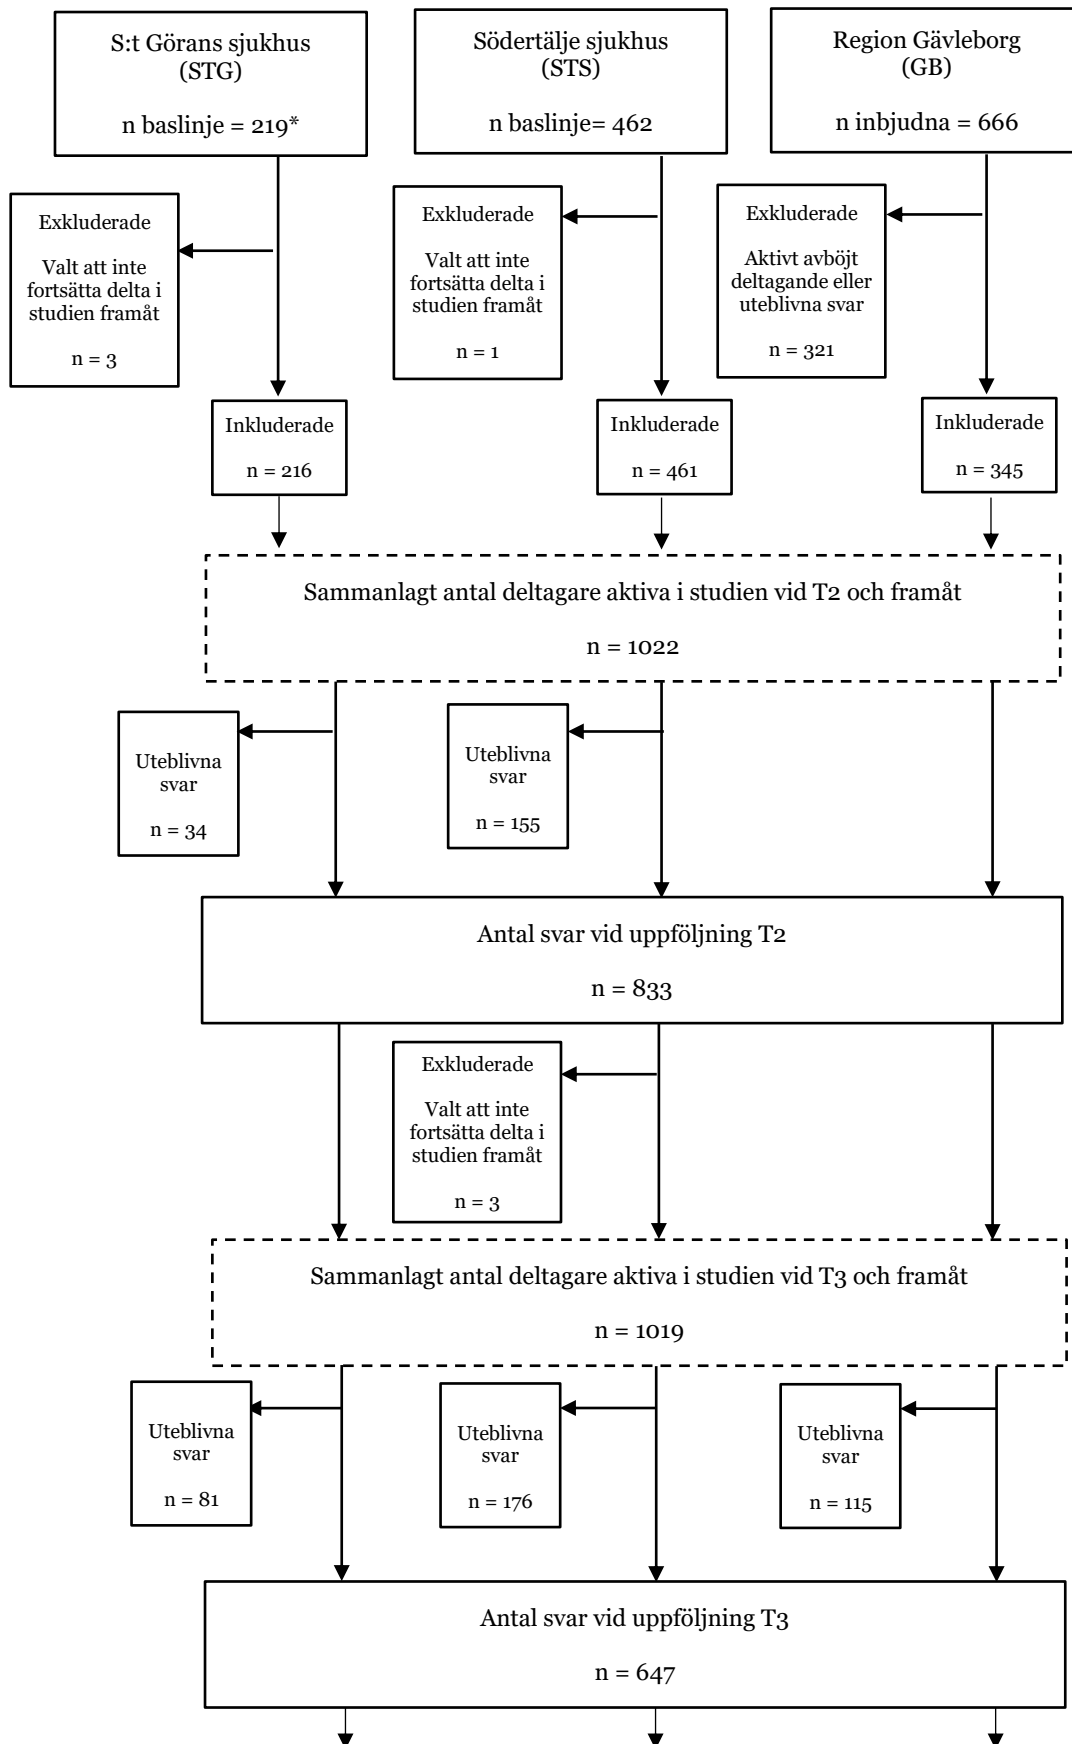 S:t Görans sjukhus
(STG)
n baslinje = 219*
Södertälje sjukhus
(STS)
n baslinje= 462
Region Gävleborg
(GB)
n inbjudna = 666
Exkluderade
Valt att inte
fortsätta delta i
studien framåt
n = 3
Exkluderade
Valt att inte
fortsätta delta i
studien framåt
n = 1
Exkluderade
Aktivt avböjt
deltagande eller
uteblivna svar
n = 321
Inkluderade
n = 216
Inkluderade
n = 461
Inkluderade
n = 345
Sammanlagt antal deltagare aktiva i studien vid T2 och framåt
n = 1022
Uteblivna
svar
n = 34
Uteblivna
svar
n = 155
Antal svar vid uppföljning T2
n = 833
Exkluderade
Valt att inte
fortsätta delta i
studien framåt
n = 3
Sammanlagt antal deltagare aktiva i studien vid T3 och framåt
n = 1019
Uteblivna
svar
n = 81
Uteblivna
svar
n = 176
Uteblivna
svar
n = 115
Antal svar vid uppföljning T3
n = 647